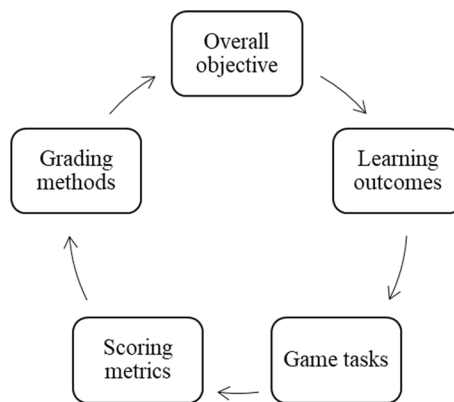 Overall
objective
Learning
outcomes
Game tasks
Scoring
metrics
Grading
methods